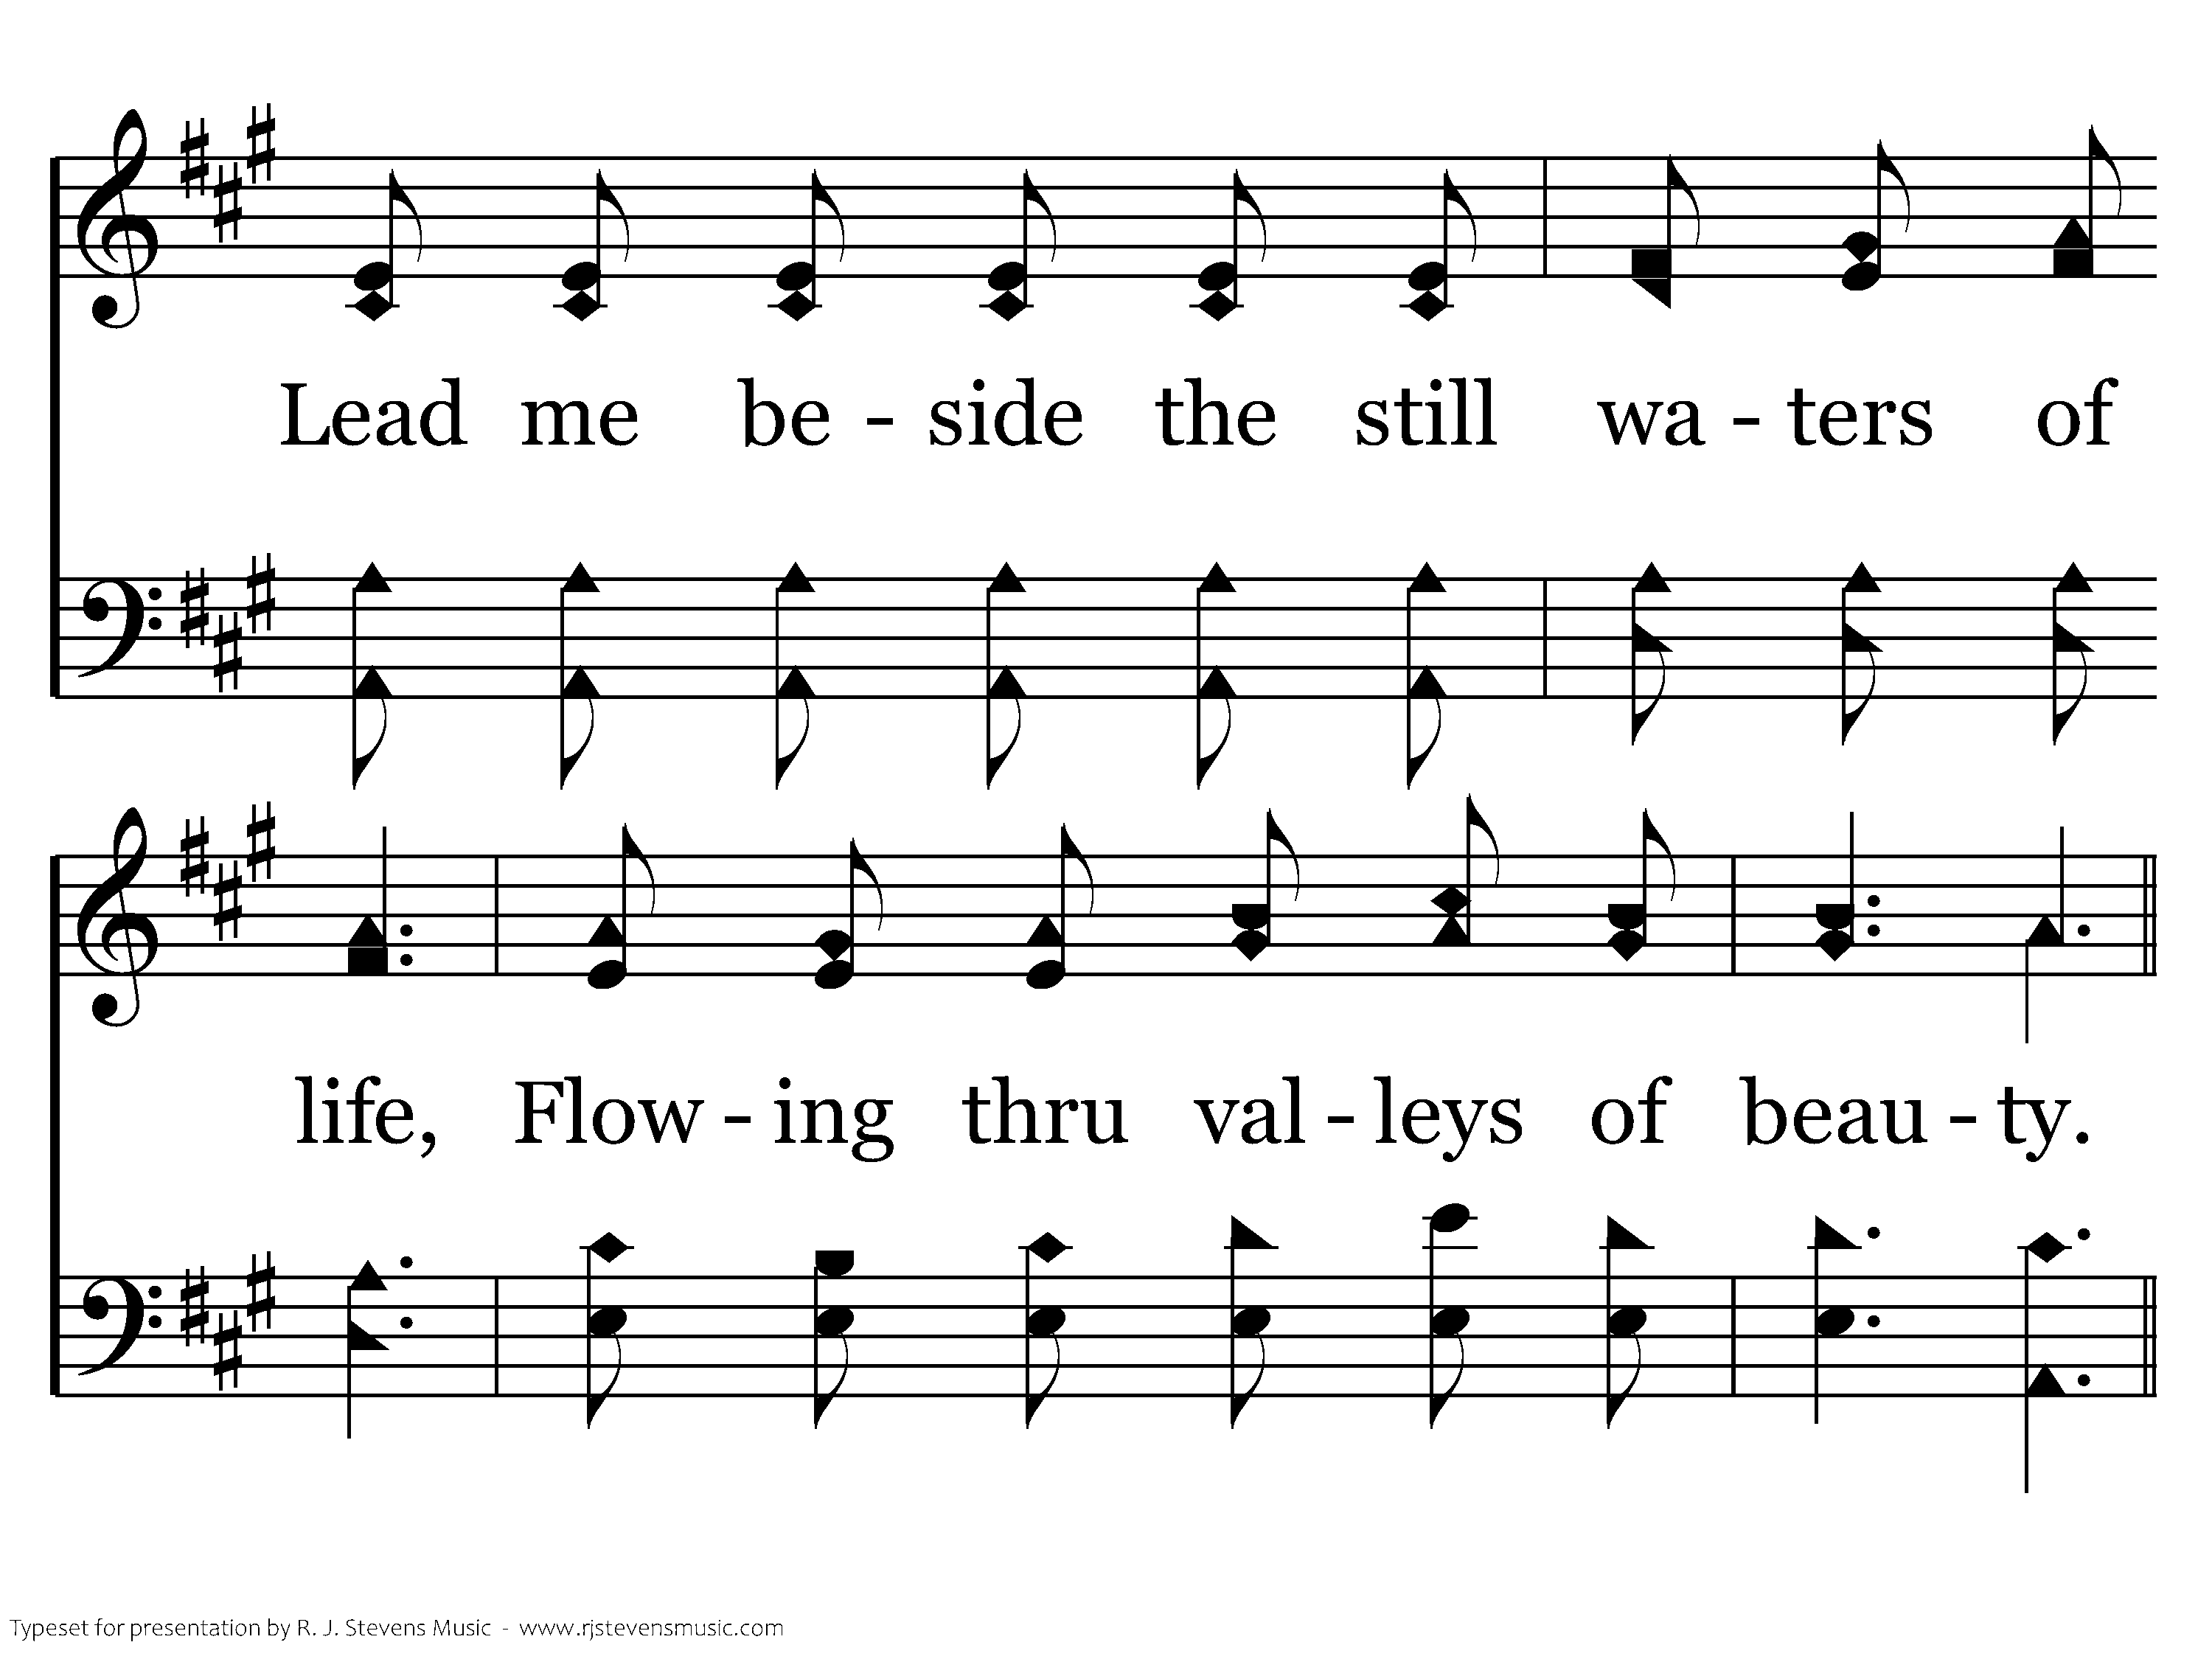 Lead me be - side the still wa - ters of
life, Flow - ing thru val - leys of beau - ty.
Typeset for presentation by R. J. Stevens Music - www.rjstevensmusic.com